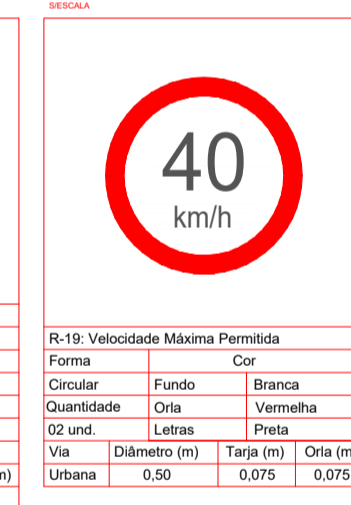 S/ESCALA
40
km/h
R-19: Velocidade Máxima Permitida
Forma Cor
Circular Fundo Branca
Quantidade Orla Vermelha
02 und. Letras Preta
Via Diâmetro (m) Tarja (m) Orla (m
m) Urbana 0,50 0,075 0,075